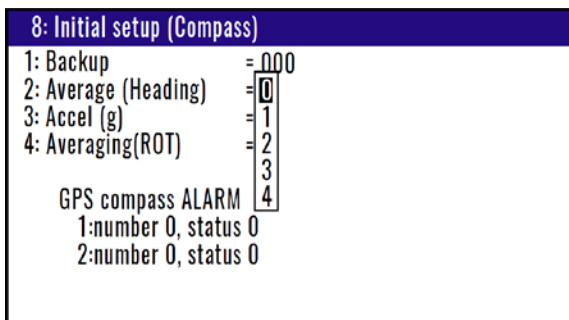 8: Initial setup (Compass)
1: Backup = 000
2: Average (Heading) = 0
3: Accel (g) = 1
4: Averaging(ROT) = 2
3
GPS compass ALARM 4
1:number 0, status 0
2:number 0, status 0